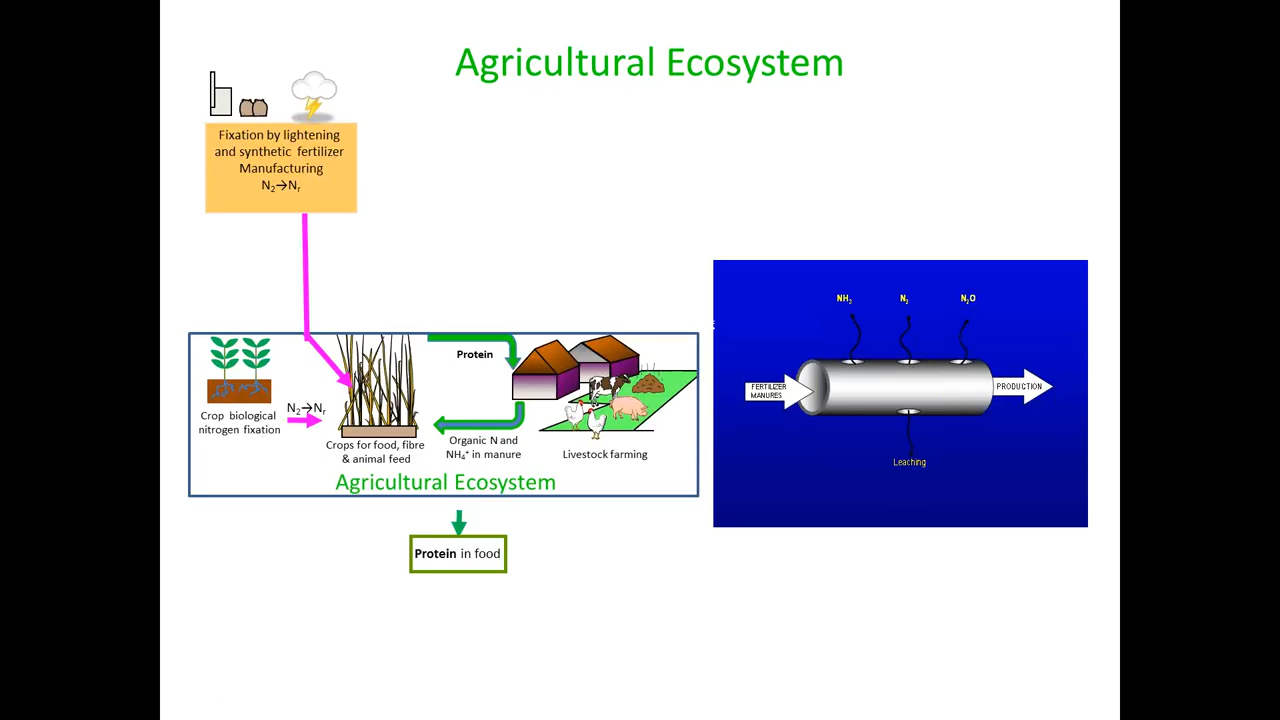 Agricultural Ecosystem
Fixation by lightening
and synthetic fertilizer
Manufacturing
N₂→Nᵣ
Protein
Crop biological
nitrogen fixation
N₂→Nᵣ
Crops for food, fibre
& animal feed
Organic N and
NH₄⁺ in manure
Livestock farming
Agricultural Ecosystem
Protein in food
NH₃
N₂
N₂O
FERTILIZER
MANURES
PRODUCTION
Leaching